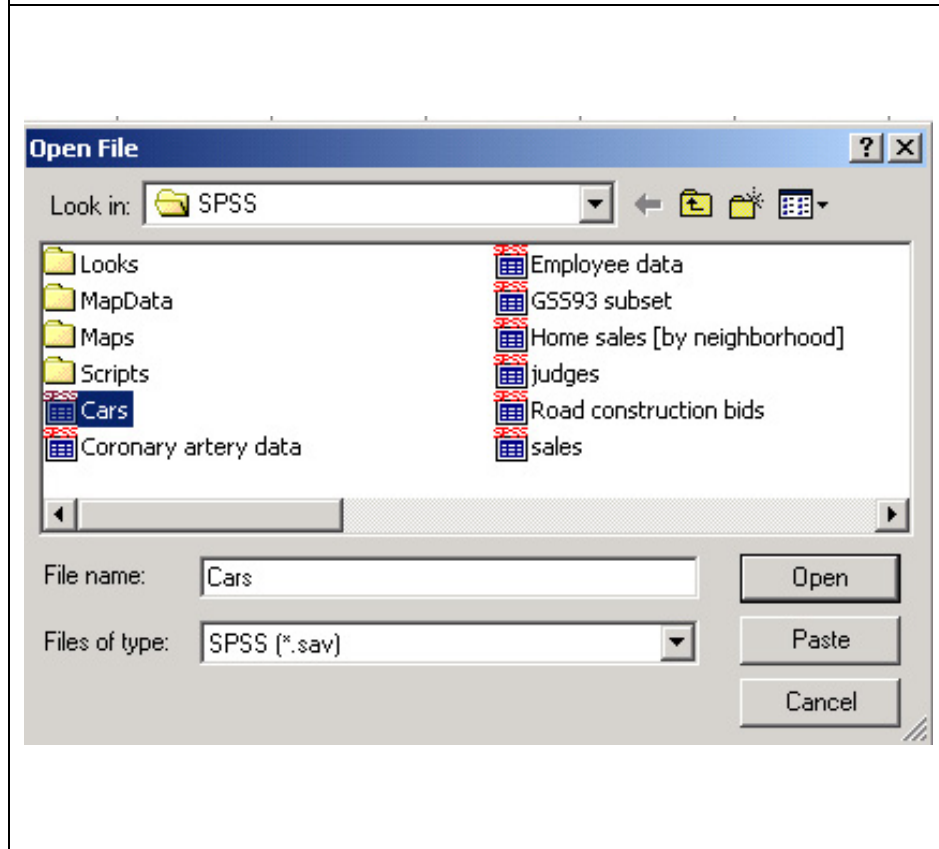 Open File
Look in: SPSS
Looks
MapData
Maps
Scripts
Cars
Coronary artery data
Employee data
GSS93 subset
Home sales [by neighborhood]
judges
Road construction bids
sales
File name: Cars Open
Files of type: SPSS (*.sav) Paste
Cancel